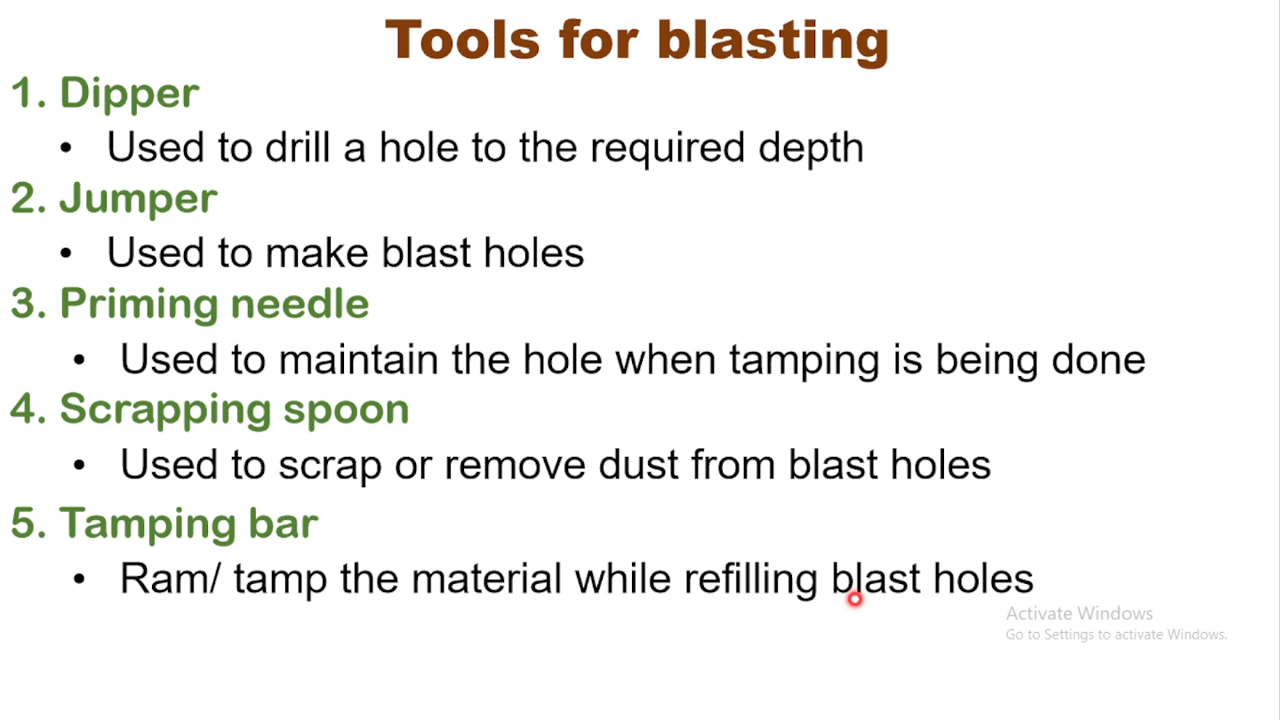 Tools for blasting
1. Dipper
• Used to drill a hole to the required depth
2. Jumper
• Used to make blast holes
3. Priming needle
• Used to maintain the hole when tamping is being done
4. Scrapping spoon
• Used to scrap or remove dust from blast holes
5. Tamping bar
• Ram/ tamp the material while refilling blast holes
Activate Windows
Go to Settings to activate Windows.